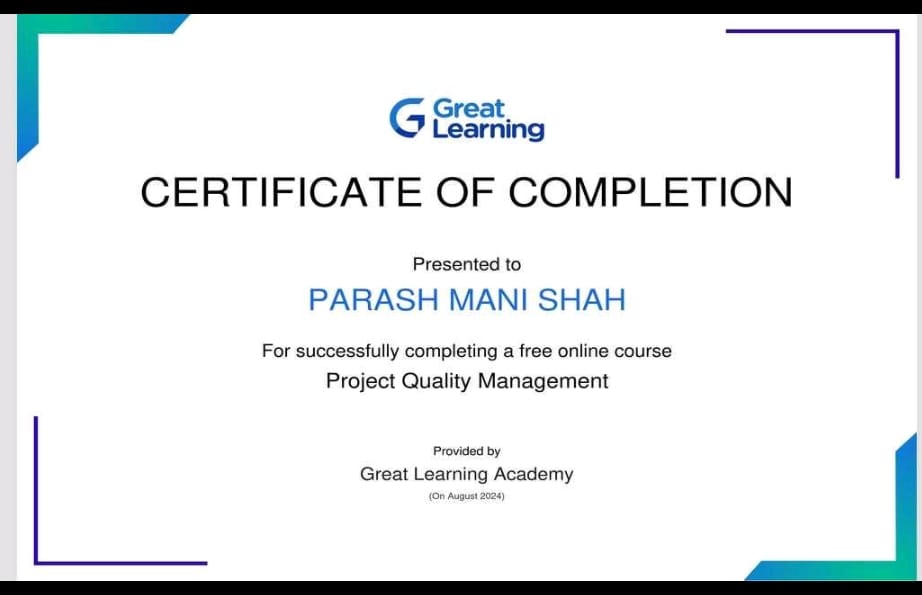 Great
Learning
CERTIFICATE OF COMPLETION
Presented to
PARASH MANI SHAH
For successfully completing a free online course
Project Quality Management
Provided by
Great Learning Academy
(On August 2024)